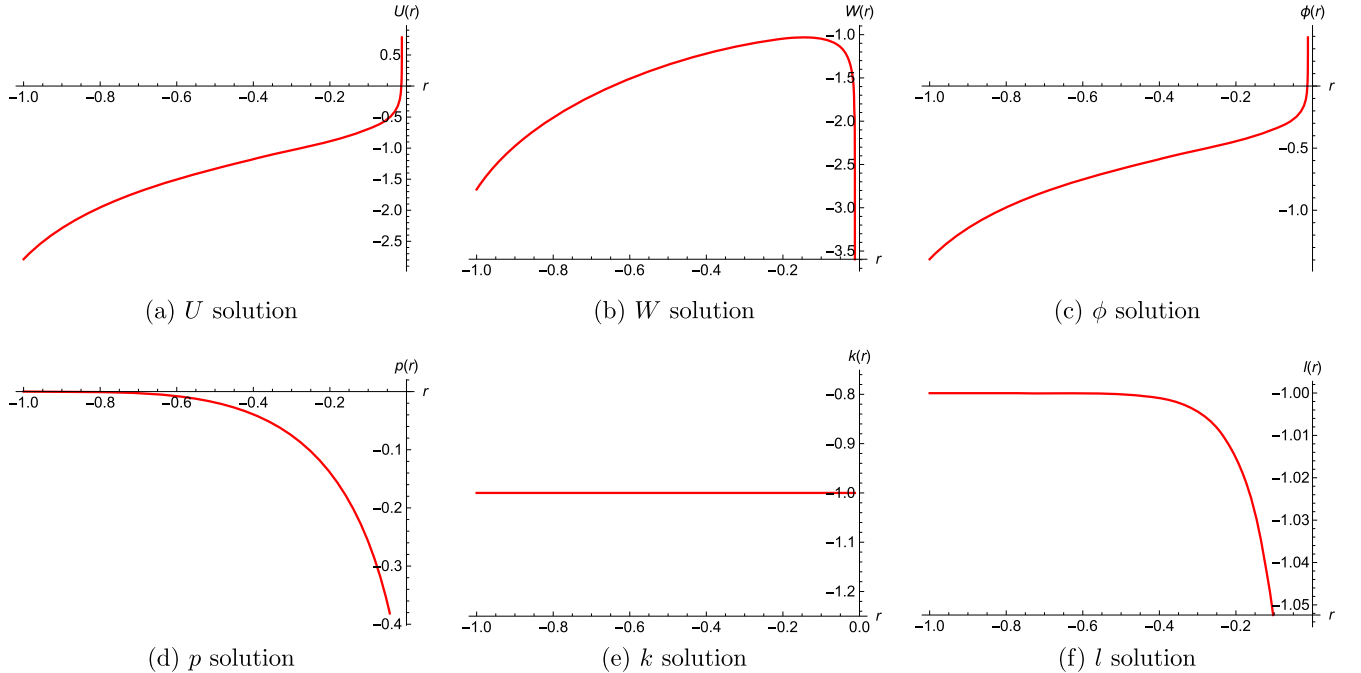 U(r)
0.5
-1.0 -0.8 -0.6 -0.4 -0.2 r
-0.5
-1.0
-1.5
-2.0
-2.5
(a) U solution
W(r)
-1.0
-1.5
-2.0
-2.5
-3.0
-3.5
-1.0 -0.8 -0.6 -0.4 -0.2 r
(b) W solution
ϕ(r)
-1.0 -0.8 -0.6 -0.4 -0.2 r
-0.5
-1.0
(c) ϕ solution
p(r)
-1.0 -0.8 -0.6 -0.4 -0.2 r
-0.1
-0.2
-0.3
-0.4
(d) p solution
k(r)
-0.8
-0.9
-1.0
-1.1
-1.2
-1.0 -0.8 -0.6 -0.4 -0.2 0.0 r
(e) k solution
l(r)
-1.00
-1.01
-1.02
-1.03
-1.04
-1.05
-1.0 -0.8 -0.6 -0.4 -0.2 r
(f) l solution